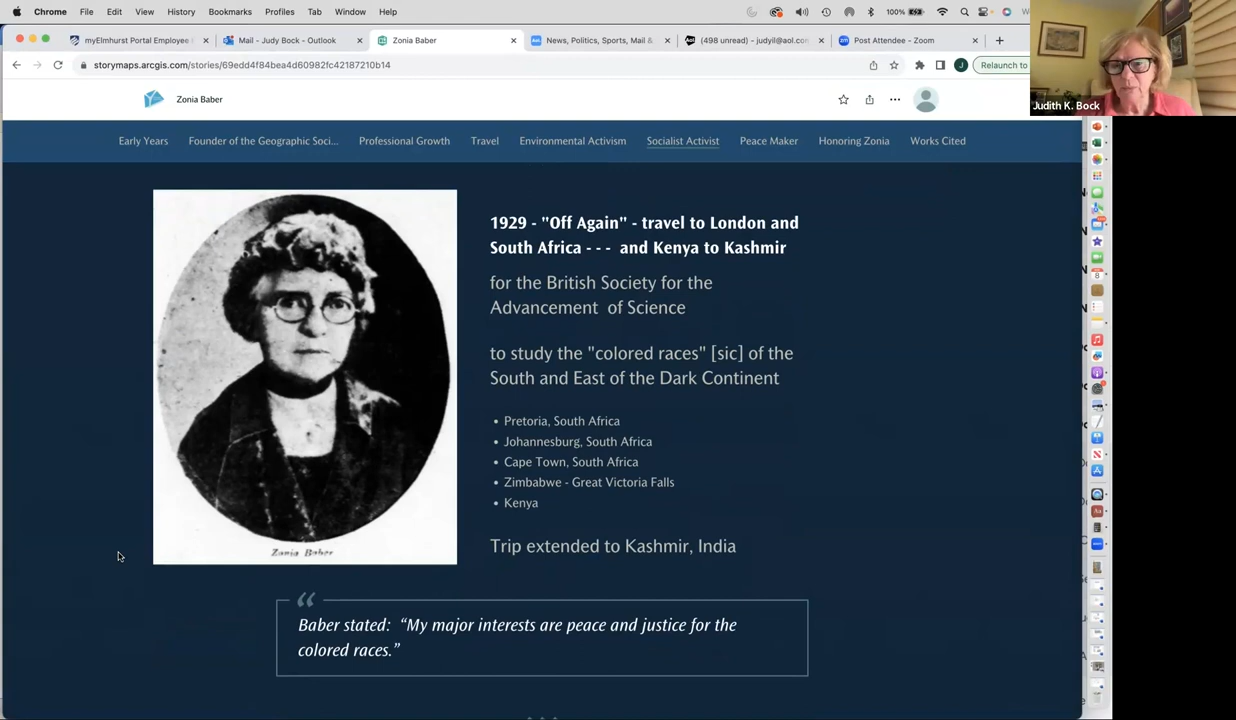 Chrome File Edit View History Bookmarks Profiles Tab Window Help 100%
myElmhurst Portal Employee Mail - Judy Bock - Outlook Zonia Baber News, Politics, Sports, Mail & (498 unread) - judyil@aol.con Post Attendee - Zoom
storymaps.arcgis.com/stories/69edd4f84bea4d60982fc42187210b14 J Relaunch to
Judith K. Bock
Zonia Baber
Early Years Founder of the Geographic Soci... Professional Growth Travel Environmental Activism Socialist Activist Peace Maker Honoring Zonia Works Cited
1929 - "Off Again" - travel to London and
South Africa - - - and Kenya to Kashmir
for the British Society for the
Advancement of Science
to study the "colored races" [sic] of the
South and East of the Dark Continent
• Pretoria, South Africa
• Johannesburg, South Africa
• Cape Town, South Africa
• Zimbabwe - Great Victoria Falls
• Kenya
Zonia Baber
Trip extended to Kashmir, India
Baber stated: “My major interests are peace and justice for the
colored races.”